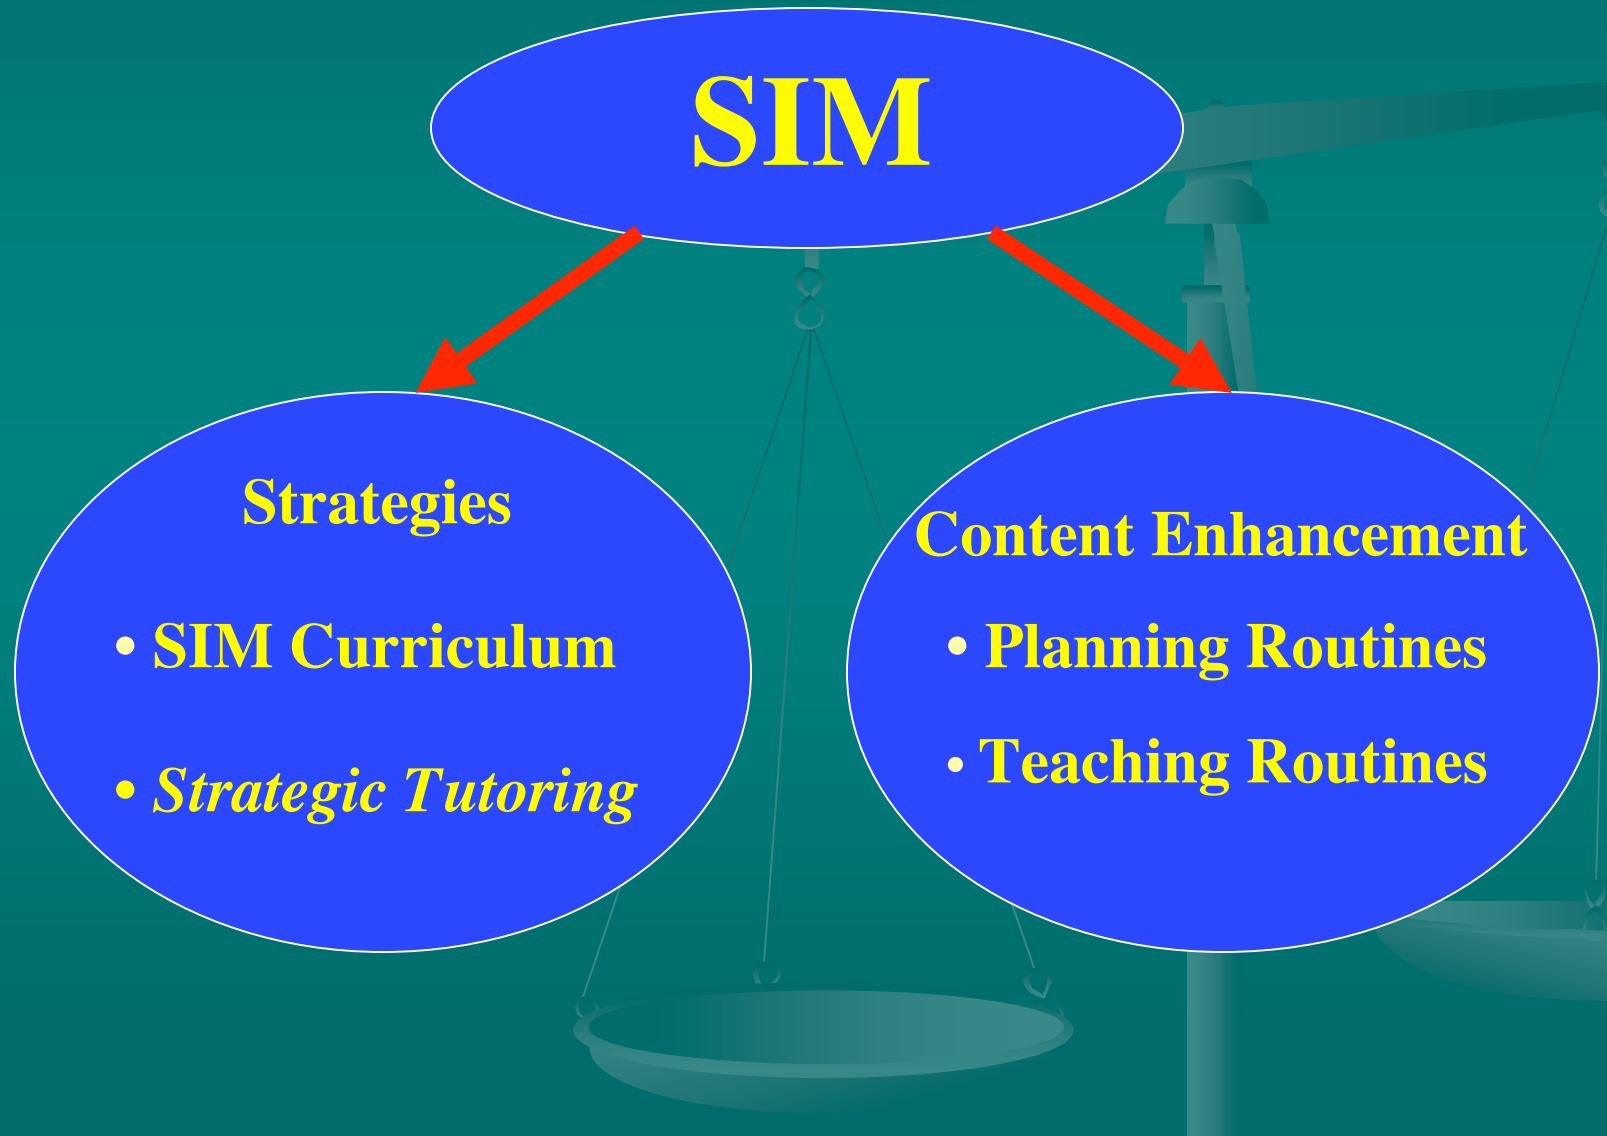 SIM
Strategies
• SIM Curriculum
• Strategic Tutoring
Content Enhancement
• Planning Routines
• Teaching Routines